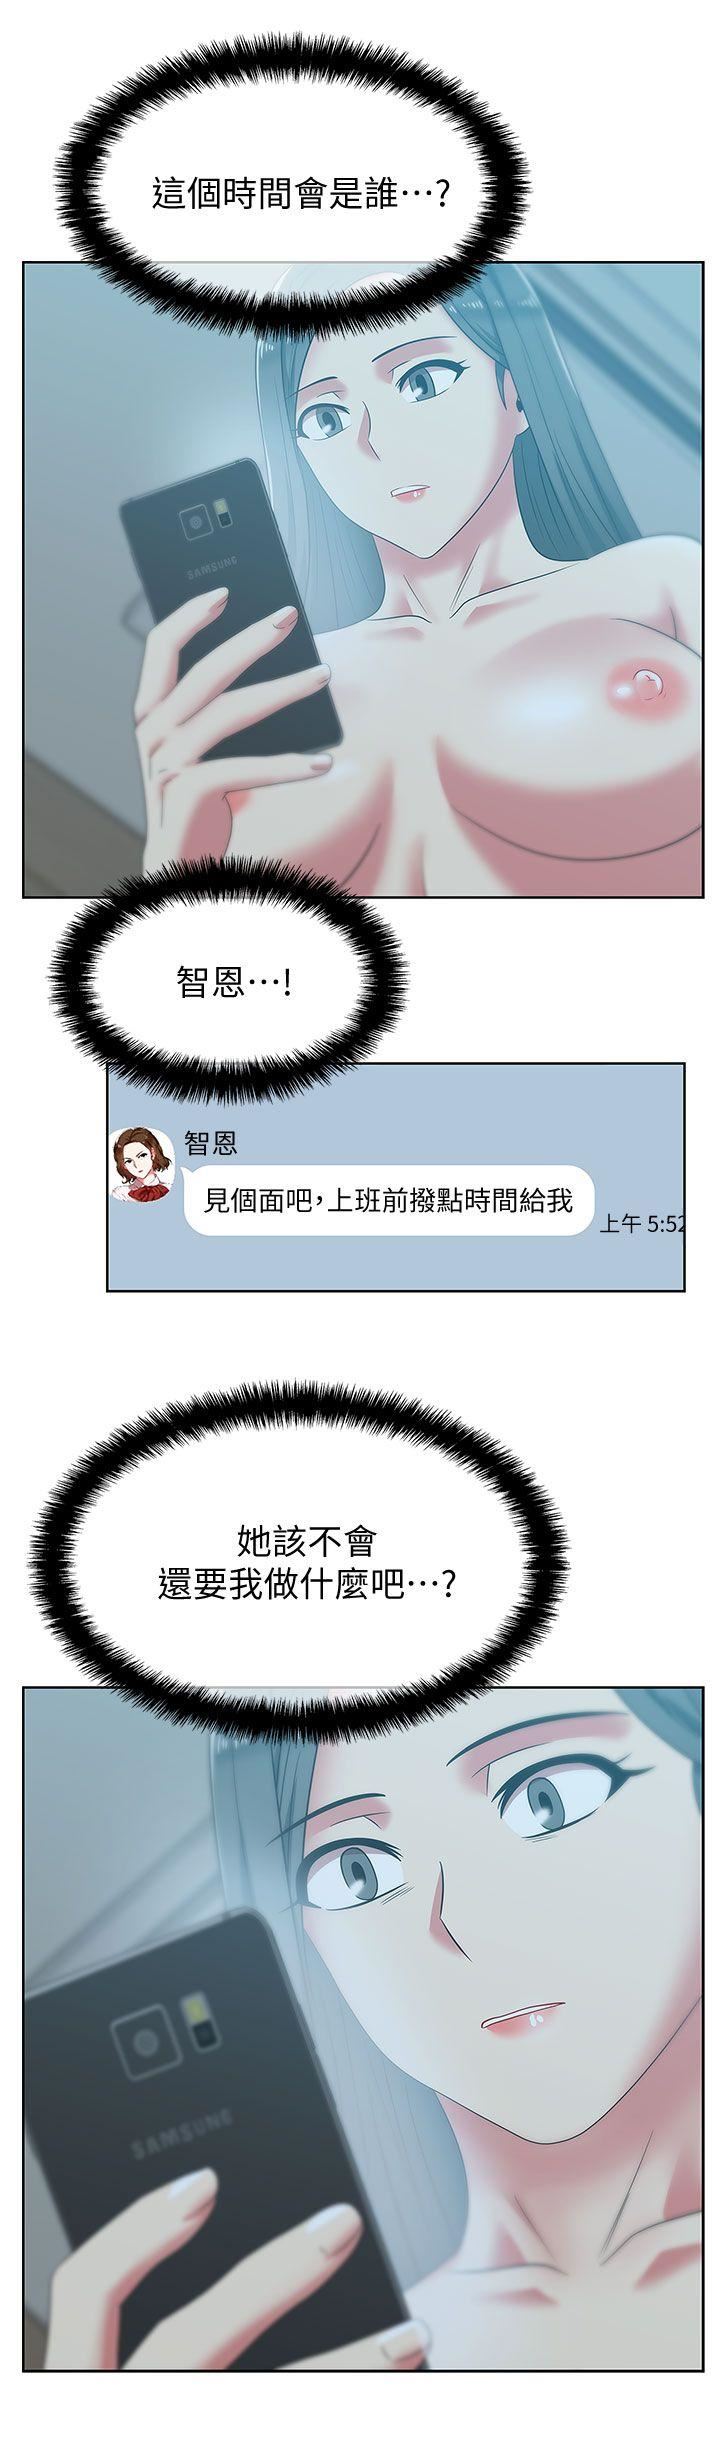 這個時間會是誰⋯?
SAMSUNG
智恩⋯!
智恩
見個面吧，上班前撥點時間給我
上午 5:52
她該不會
還要我做什麼吧⋯?
SAMSUNG